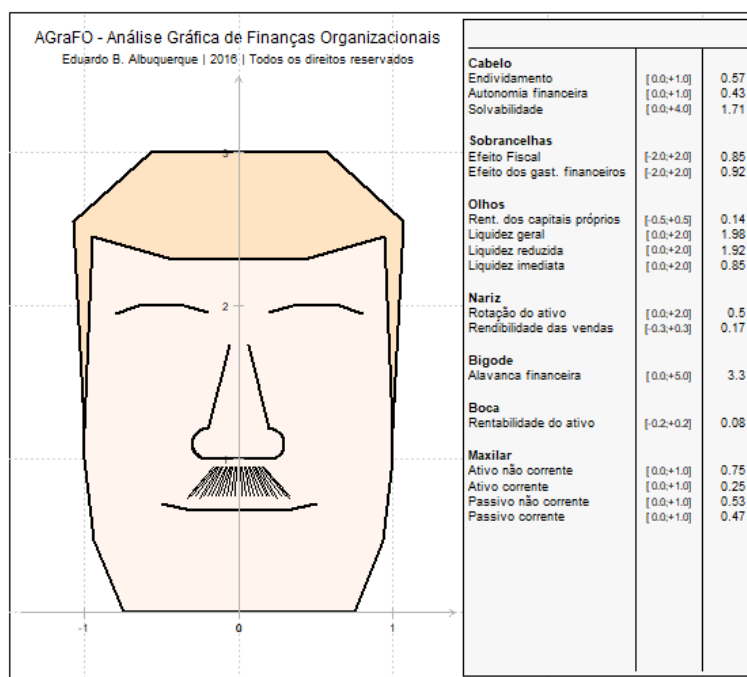 AGraFO - Análise Gráfica de Finanças Organizacionais
Eduardo B. Albuquerque | 2016 | Todos os direitos reservados
3
2
1
-1
0
1
Cabelo
Endividamento [0.0;+1.0] 0.57
Autonomia financeira [0.0;+1.0] 0.43
Solvabilidade [0.0;+4.0] 1.71
Sobrancelhas
Efeito Fiscal [-2.0;+2.0] 0.85
Efeito dos gast. financeiros [-2.0;+2.0] 0.92
Olhos
Rent. dos capitais próprios [-0.5;+0.5] 0.14
Liquidez geral [0.0;+2.0] 1.98
Liquidez reduzida [0.0;+2.0] 1.92
Liquidez imediata [0.0;+2.0] 0.85
Nariz
Rotação do ativo [0.0;+2.0] 0.5
Rendibilidade das vendas [-0.3;+0.3] 0.17
Bigode
Alavanca financeira [0.0;+5.0] 3.3
Boca
Rentabilidade do ativo [-0.2;+0.2] 0.08
Maxilar
Ativo não corrente [0.0;+1.0] 0.75
Ativo corrente [0.0;+1.0] 0.25
Passivo não corrente [0.0;+1.0] 0.53
Passivo corrente [0.0;+1.0] 0.47